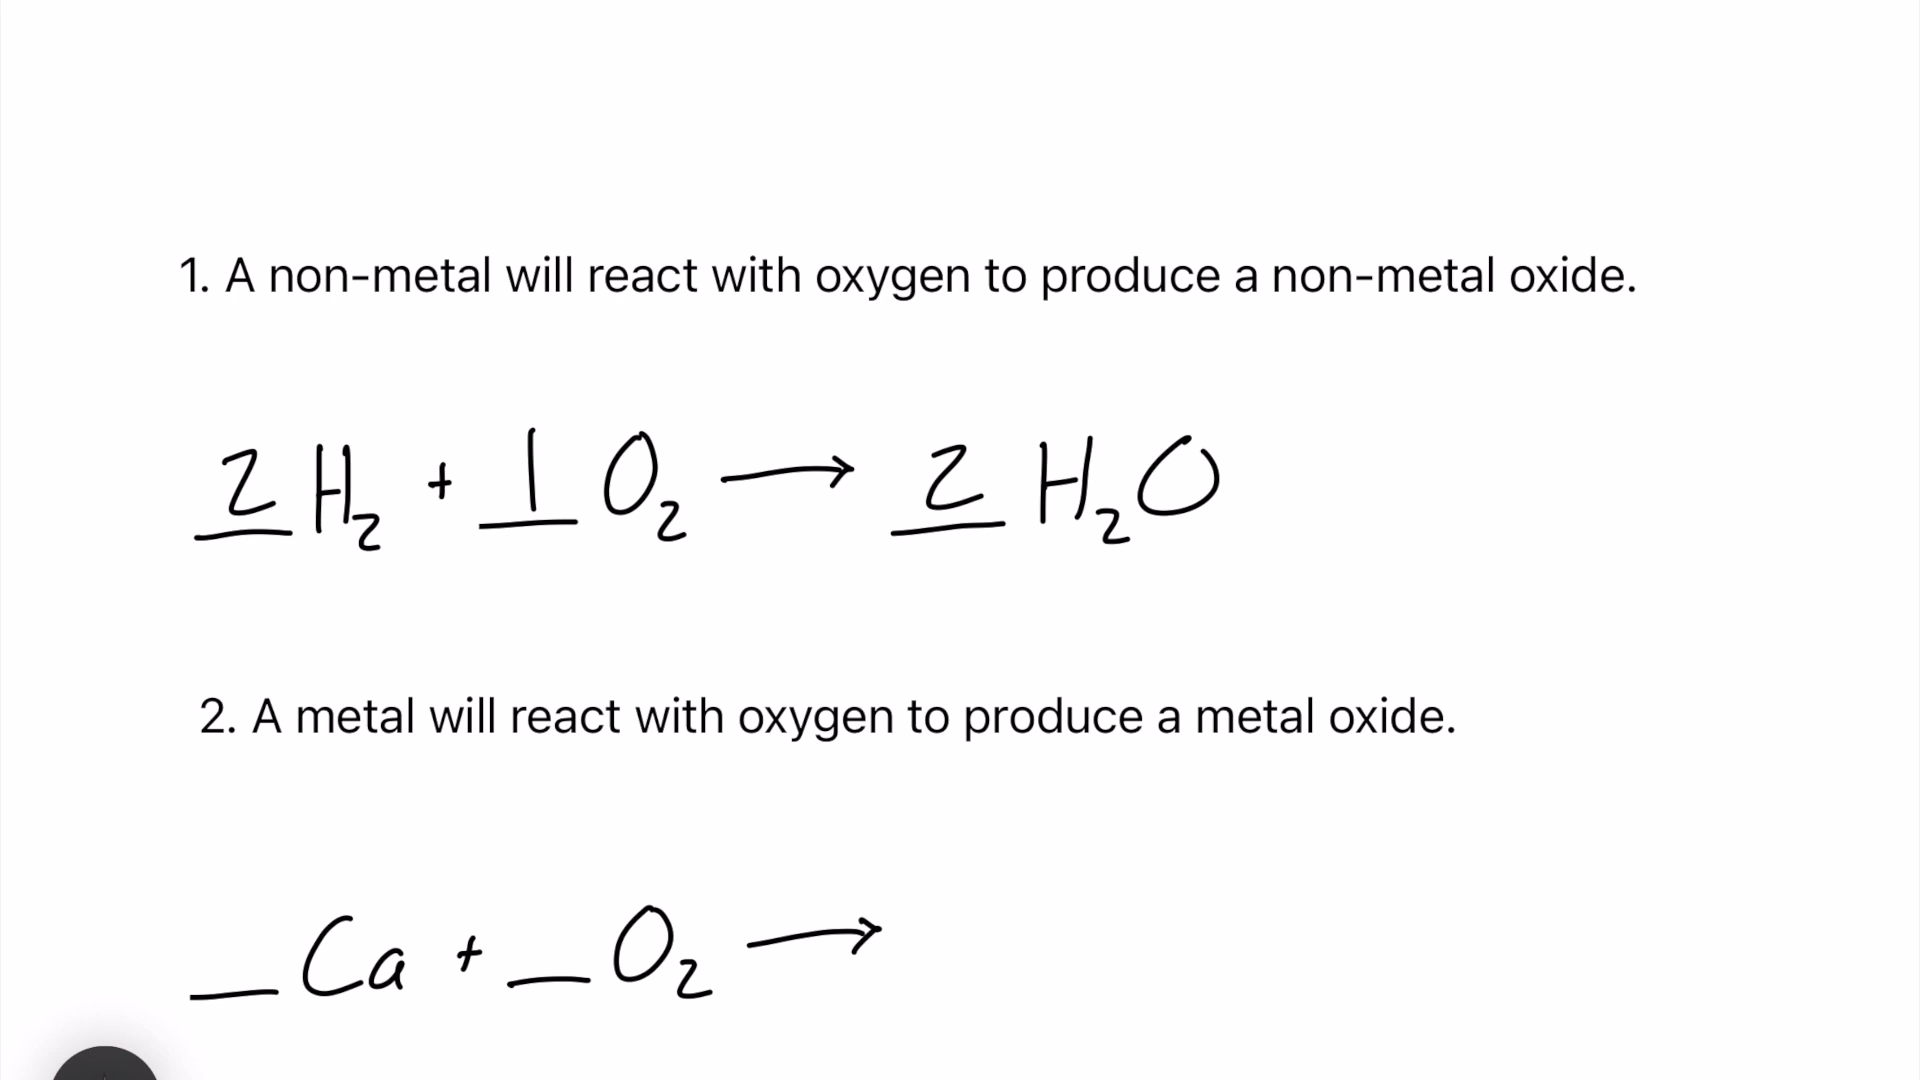 1. A non-metal will react with oxygen to produce a non-metal oxide.
2 H₂ + 1 O₂ → 2 H₂O
2. A metal will react with oxygen to produce a metal oxide.
_ Ca + _ O₂ →